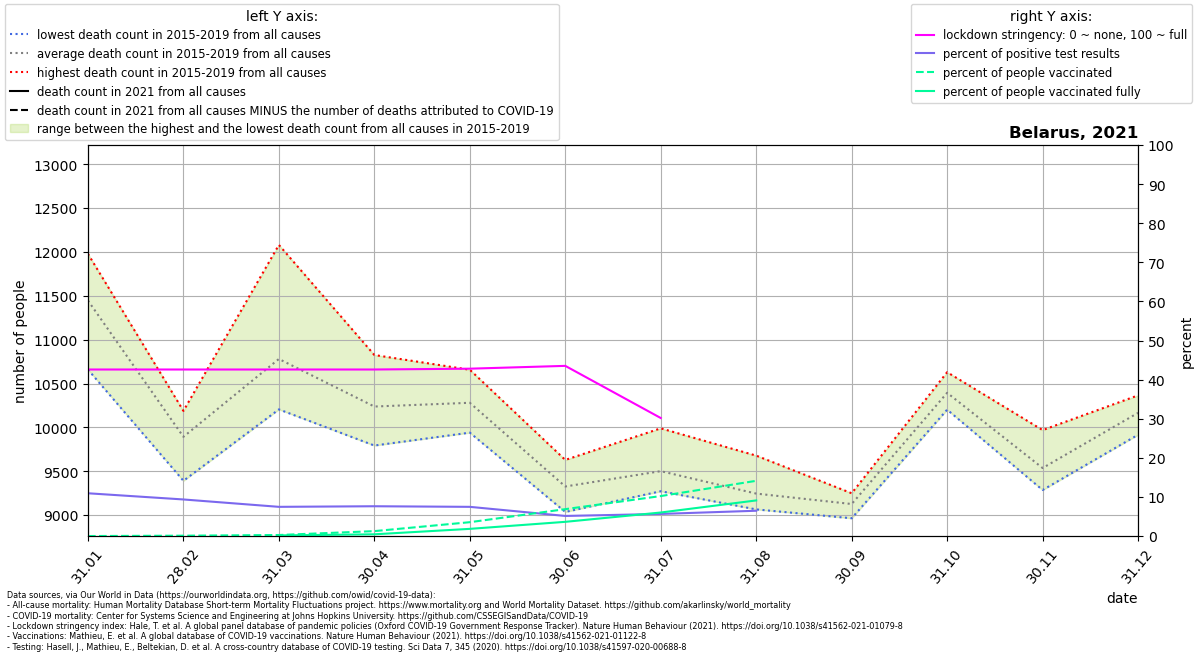 left Y axis:
lowest death count in 2015-2019 from all causes
average death count in 2015-2019 from all causes
highest death count in 2015-2019 from all causes
death count in 2021 from all causes
death count in 2021 from all causes MINUS the number of deaths attributed to COVID-19
range between the highest and the lowest death count from all causes in 2015-2019
right Y axis:
lockdown stringency: 0 ~ none, 100 ~ full
percent of positive test results
percent of people vaccinated
percent of people vaccinated fully
Belarus, 2021
number of people
13000
12500
12000
11500
11000
10500
10000
9500
9000
100
90
80
70
60
50
40
30
20
10
0
percent
31.01
28.02
31.03
30.04
31.05
30.06
31.07
31.08
30.09
31.10
30.11
31.12
date
Data sources, via Our World in Data (https://ourworldindata.org, https://github.com/owid/covid-19-data):
- All-cause mortality: Human Mortality Database Short-term Mortality Fluctuations project. https://www.mortality.org and World Mortality Dataset. https://github.com/akarlinsky/world_mortality
- COVID-19 mortality: Center for Systems Science and Engineering at Johns Hopkins University. https://github.com/CSSEGISandData/COVID-19
- Lockdown stringency index: Hale, T. et al. A global panel database of pandemic policies (Oxford COVID-19 Government Response Tracker). Nature Human Behaviour (2021). https://doi.org/10.1038/s41562-021-01079-8
- Vaccinations: Mathieu, E. et al. A global database of COVID-19 vaccinations. Nature Human Behaviour (2021). https://doi.org/10.1038/s41562-021-01122-8
- Testing: Hasell, J., Mathieu, E., Beltekian, D. et al. A cross-country database of COVID-19 testing. Sci Data 7, 345 (2020). https://doi.org/10.1038/s41597-020-00688-8